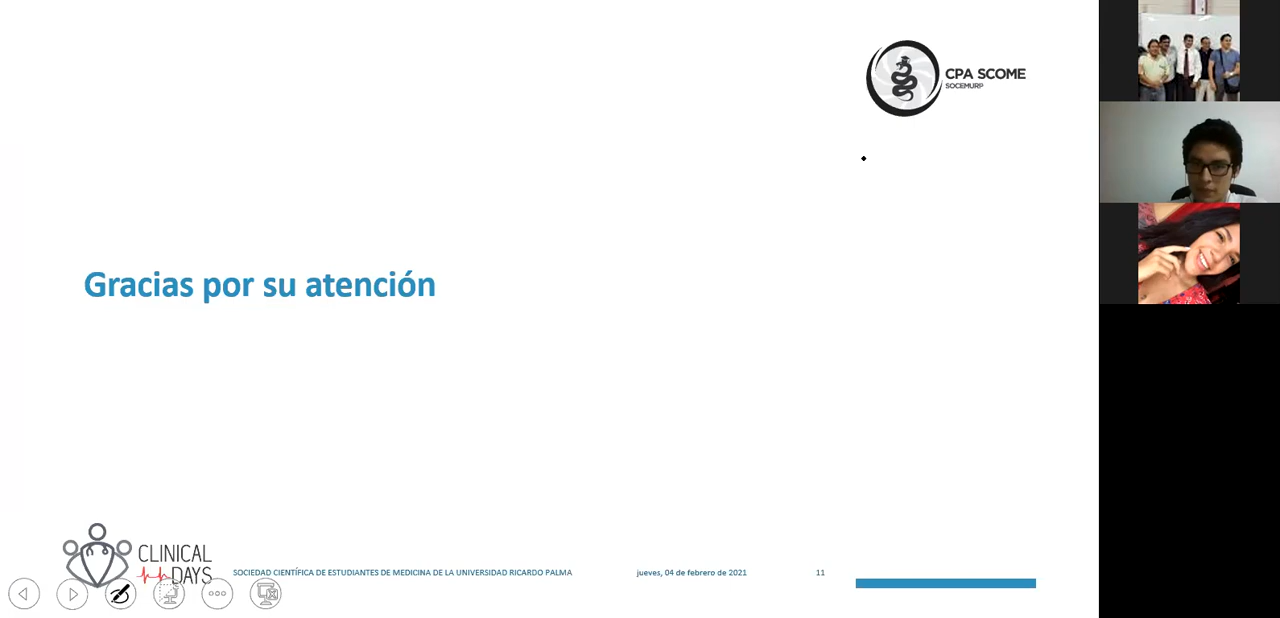 CPA SCOME
SOCEMURP
Gracias por su atención
CLINICAL
DAYS
SOCIEDAD CIENTÍFICA DE ESTUDIANTES DE MEDICINA DE LA UNIVERSIDAD RICARDO PALMA
jueves, 04 de febrero de 2021
11